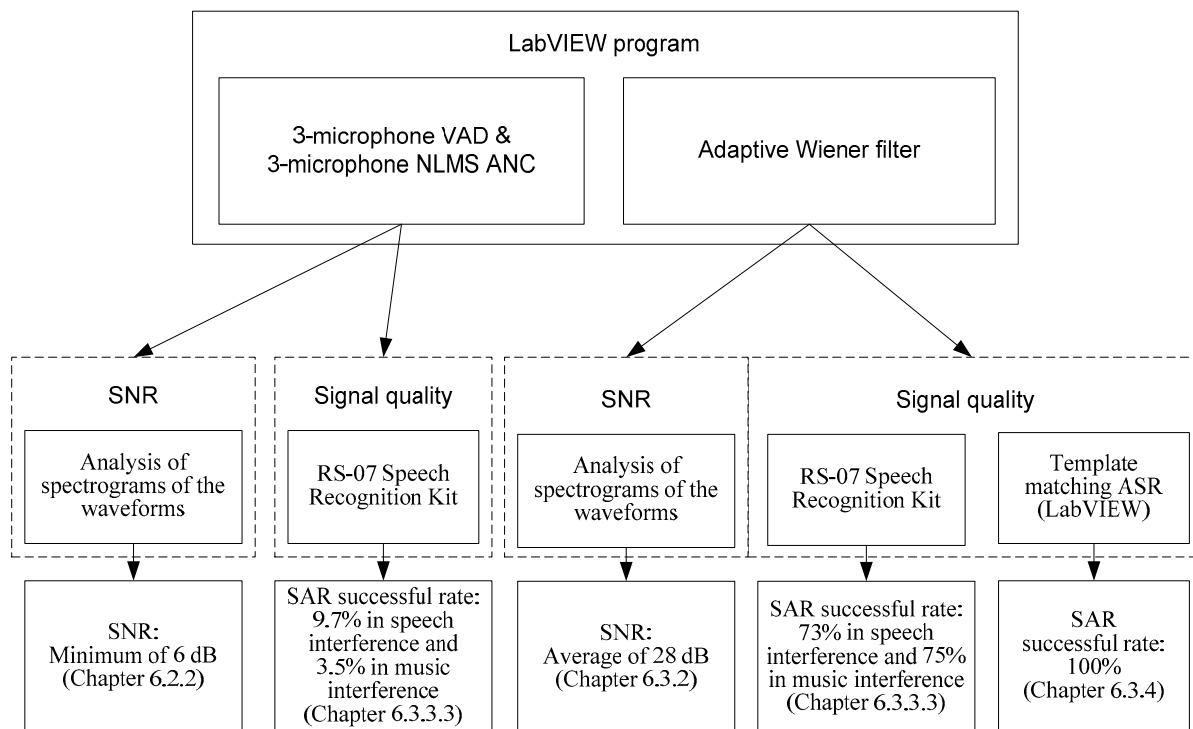 LabVIEW program
3-microphone VAD &
3-microphone NLMS ANC
Adaptive Wiener filter
SNR
Analysis of
spectrograms of the
waveforms
Signal quality
RS-07 Speech
Recognition Kit
SNR
Analysis of
spectrograms of the
waveforms
Signal quality
RS-07 Speech
Recognition Kit
Template
matching ASR
(LabVIEW)
SNR:
Minimum of 6 dB
(Chapter 6.2.2)
SAR successful rate:
9.7% in speech
interference and
3.5% in music
interference
(Chapter 6.3.3.3)
SNR:
Average of 28 dB
(Chapter 6.3.2)
SAR successful rate:
73% in speech
interference and 75%
in music interference
(Chapter 6.3.3.3)
SAR
successful rate:
100%
(Chapter 6.3.4)